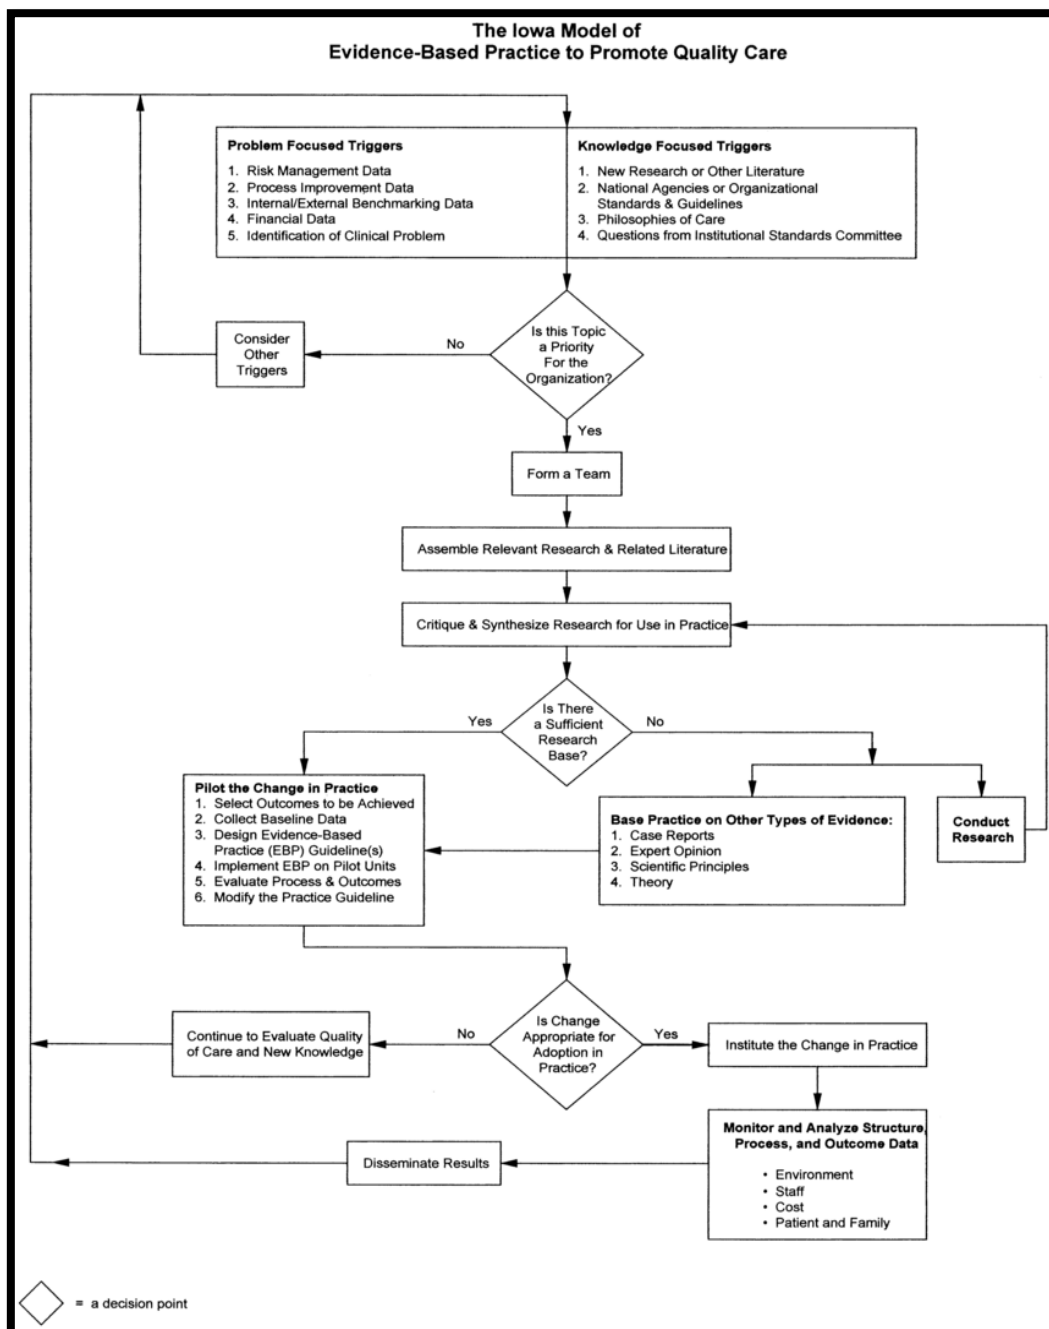 The Iowa Model of
Evidence-Based Practice to Promote Quality Care
Problem Focused Triggers
1. Risk Management Data
2. Process Improvement Data
3. Internal/External Benchmarking Data
4. Financial Data
5. Identification of Clinical Problem
Knowledge Focused Triggers
1. New Research or Other Literature
2. National Agencies or Organizational
Standards & Guidelines
3. Philosophies of Care
4. Questions from Institutional Standards Committee
Consider
Other
Triggers
No
Is this Topic
a Priority
For the
Organization?
Yes
Form a Team
Assemble Relevant Research & Related Literature
Critique & Synthesize Research for Use in Practice
Yes
Is There
a Sufficient
Research
Base?
No
Pilot the Change in Practice
1. Select Outcomes to be Achieved
2. Collect Baseline Data
3. Design Evidence-Based
Practice (EBP) Guideline(s)
4. Implement EBP on Pilot Units
5. Evaluate Process & Outcomes
6. Modify the Practice Guideline
Base Practice on Other Types of Evidence:
1. Case Reports
2. Expert Opinion
3. Scientific Principles
4. Theory
Conduct
Research
Continue to Evaluate Quality
of Care and New Knowledge
No
Is Change
Appropriate for
Adoption in
Practice?
Yes
Institute the Change in Practice
Monitor and Analyze Structure,
Process, and Outcome Data
• Environment
• Staff
• Cost
• Patient and Family
Disseminate Results
= a decision point